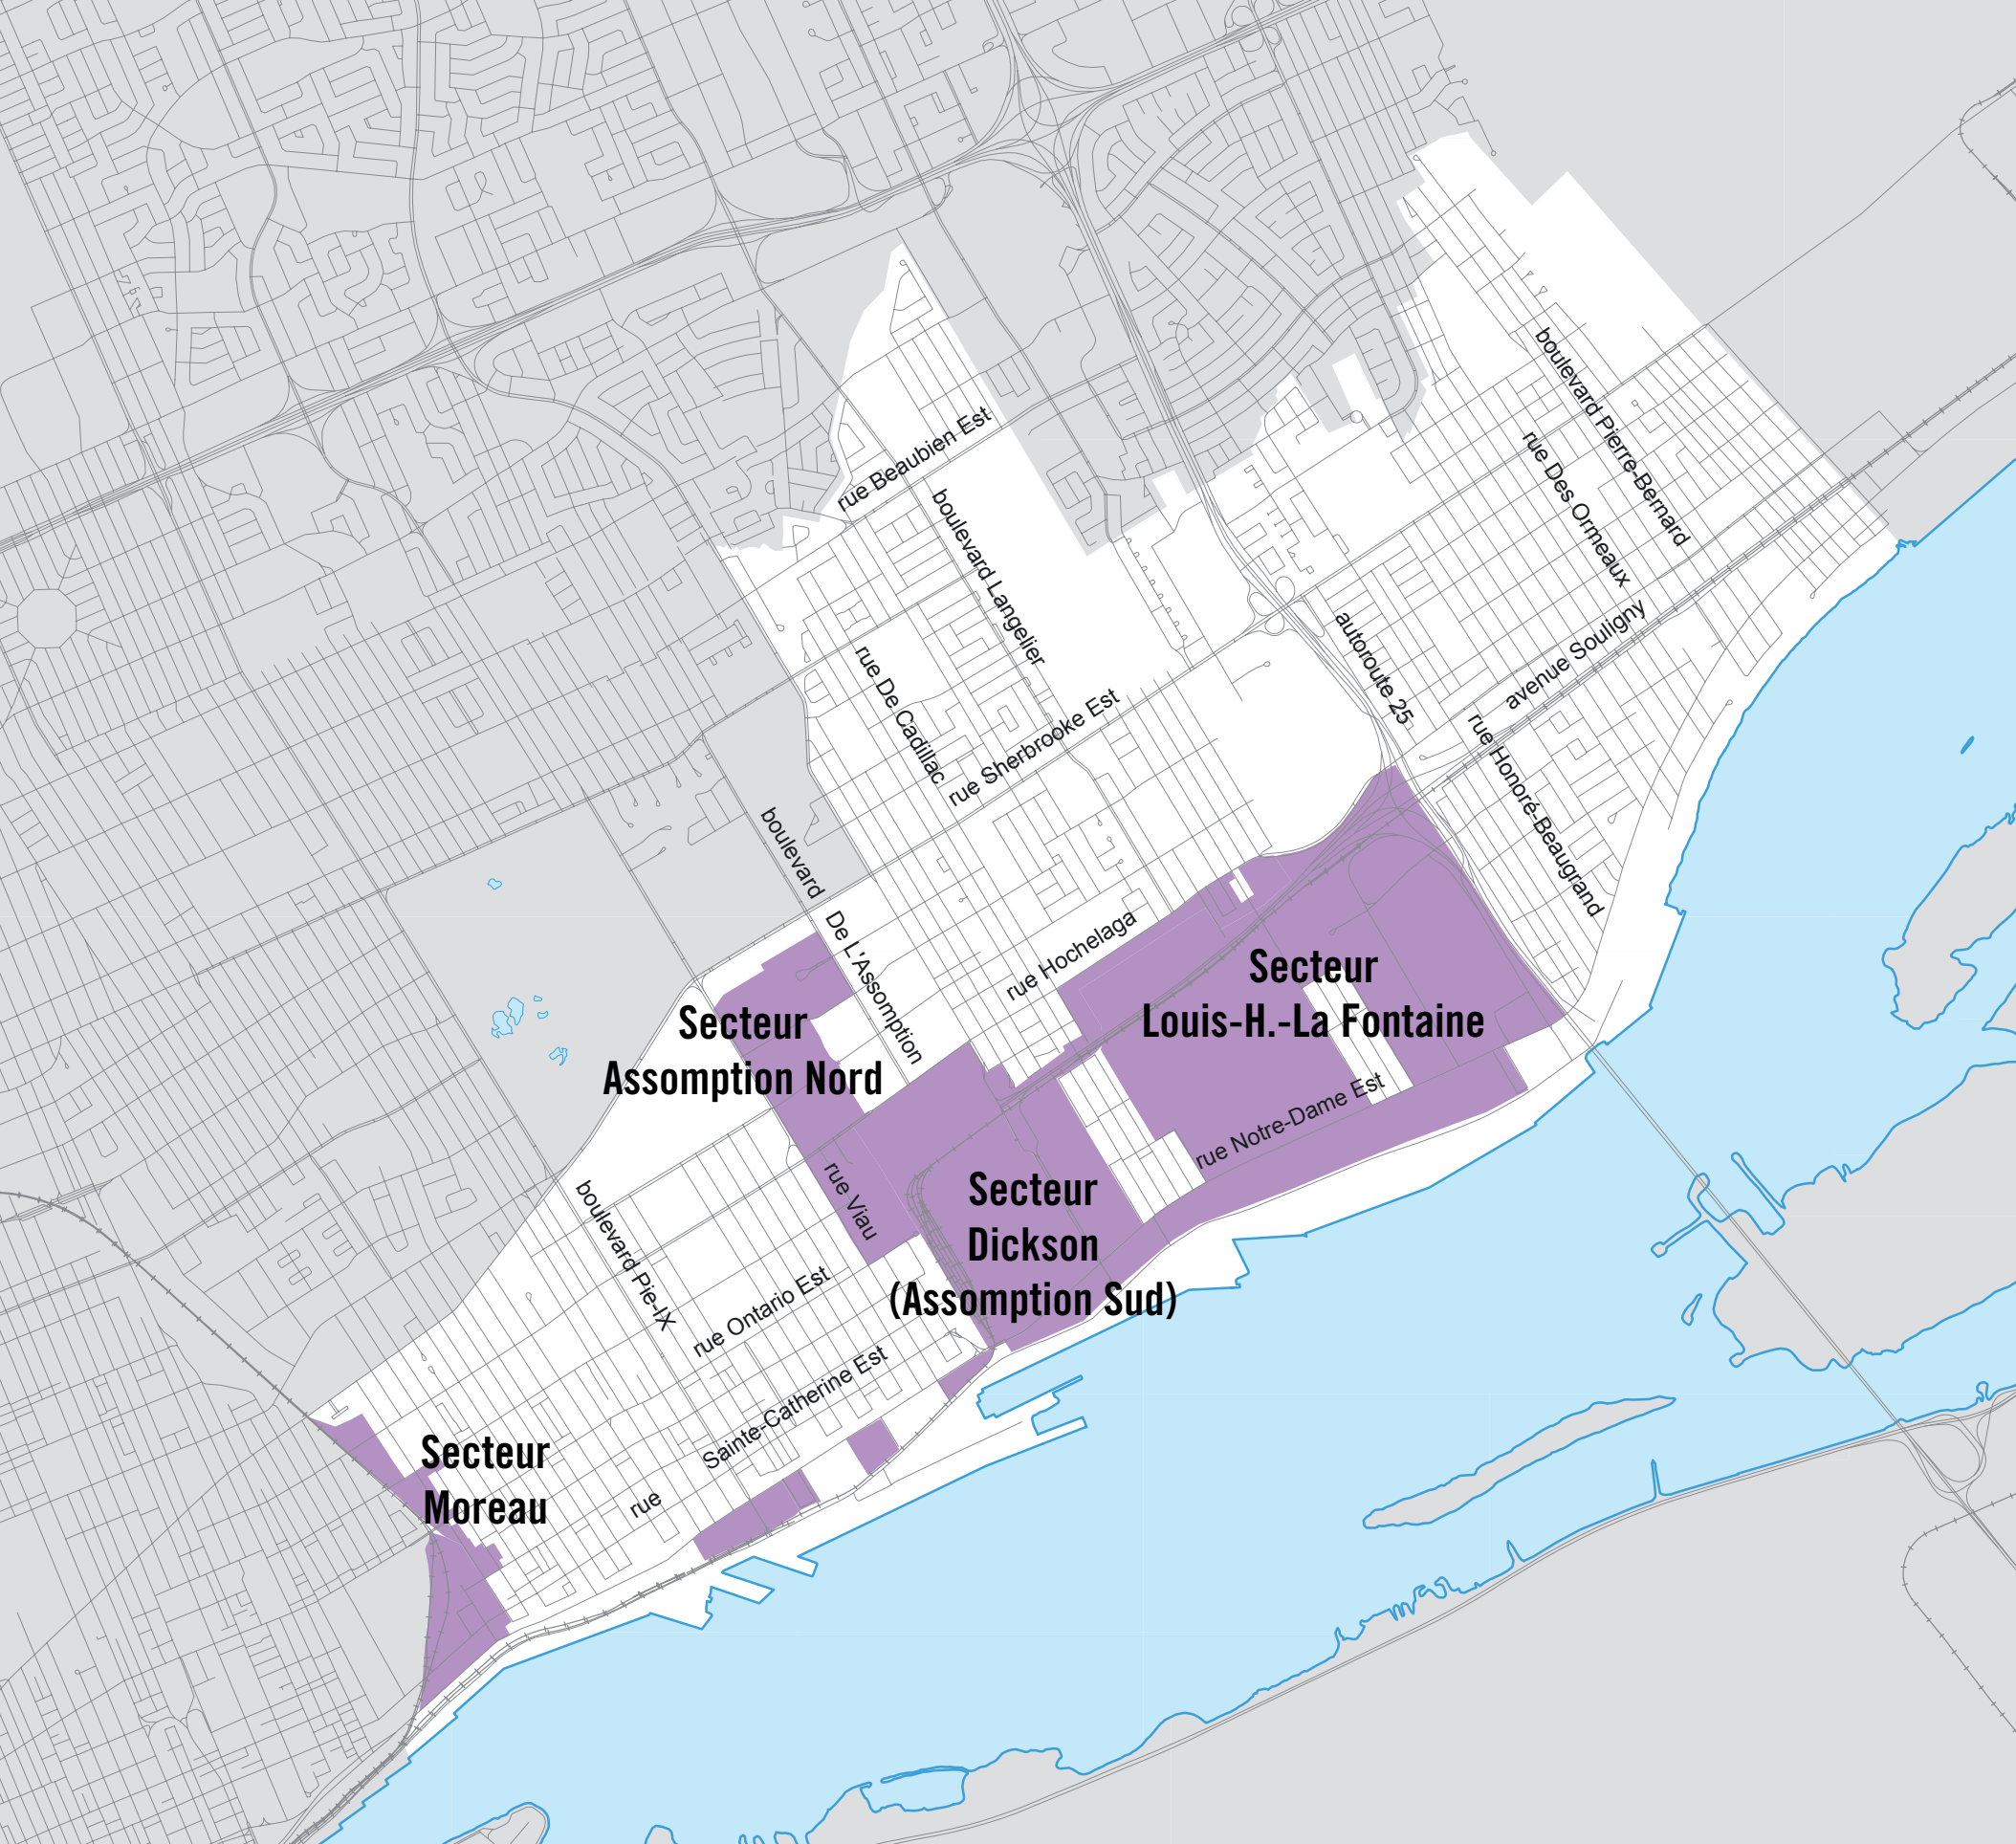 boulevard Pierre-Bernard
rue Beaubien Est
rue Des Ormeaux
boulevard Langelier
avenue Souligny
autoroute 25
rue De Cadillac
rue Sherbrooke Est
rue Honoré-Beaugrand
boulevard
De L'Assomption
rue Hochelaga
Secteur
Louis-H.-La Fontaine
Secteur
Assomption Nord
rue Notre-Dame Est
rue Viau
Secteur
Dickson
(Assomption Sud)
boulevard Pie-IX
rue Ontario Est
rue
Sainte-Catherine Est
Secteur
Moreau